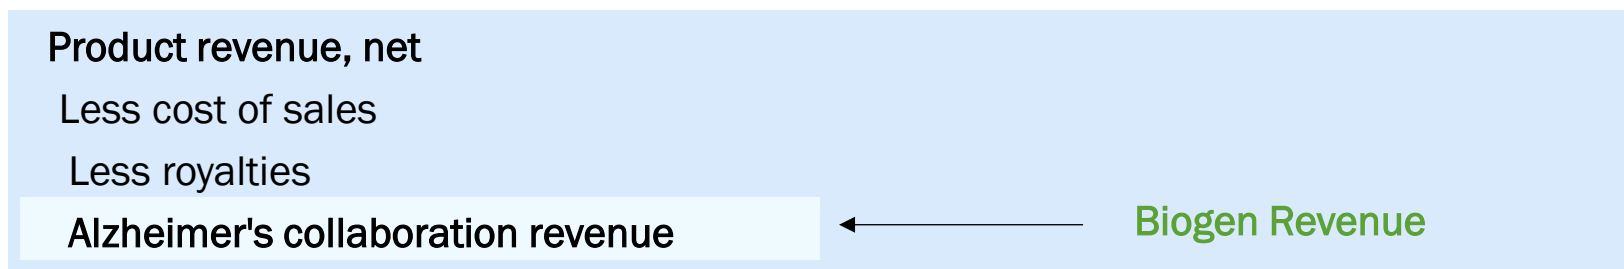 Product revenue, net
Less cost of sales
Less royalties
Alzheimer's collaboration revenue
Biogen Revenue